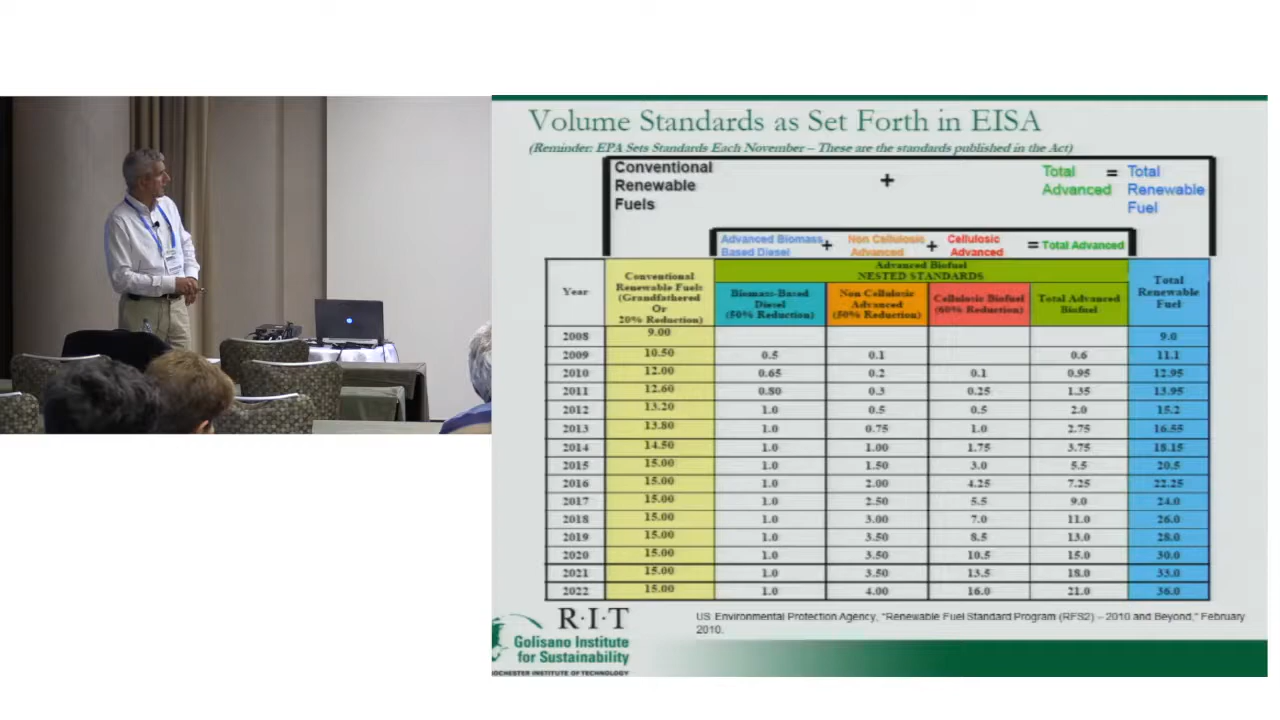 Volume Standards as Set Forth in EISA
(Reminder: EPA Sets Standards Each November – These are the standards published in the Act)
Conventional Renewable Fuels + Total Advanced = Total Renewable Fuel
Advanced Biomass Based Diesel + Non Cellulosic Advanced + Cellulosic Advanced = Total Advanced
Advanced Biofuel
NESTED STANDARDS
Year
Conventional Renewable Fuels (Grandfathered Or 20% Reduction)
Biomass-Based Diesel (50% Reduction)
Non Cellulosic Advanced (50% Reduction)
Cellulosic Biofuel (60% Reduction)
Total Advanced Biofuel
Total Renewable Fuel
2008 9.00 9.0
2009 10.50 0.5 0.1 0.6 11.1
2010 12.00 0.65 0.2 0.1 0.95 12.95
2011 12.60 0.80 0.3 0.25 1.35 13.95
2012 13.20 1.0 0.5 0.5 2.0 15.2
2013 13.80 1.0 0.75 1.0 2.75 16.55
2014 14.50 1.0 1.00 1.75 3.75 18.15
2015 15.00 1.0 1.50 3.0 5.5 20.5
2016 15.00 1.0 2.00 4.25 7.25 22.25
2017 15.00 1.0 2.50 5.5 9.0 24.0
2018 15.00 1.0 3.00 7.0 11.0 26.0
2019 15.00 1.0 3.50 8.5 13.0 28.0
2020 15.00 1.0 3.50 10.5 15.0 30.0
2021 15.00 1.0 3.50 13.5 18.0 33.0
2022 15.00 1.0 4.00 16.0 21.0 36.0
R·I·T
Golisano Institute
for Sustainability
ROCHESTER INSTITUTE OF TECHNOLOGY
US Environmental Protection Agency, "Renewable Fuel Standard Program (RFS2) – 2010 and Beyond," February
2010.